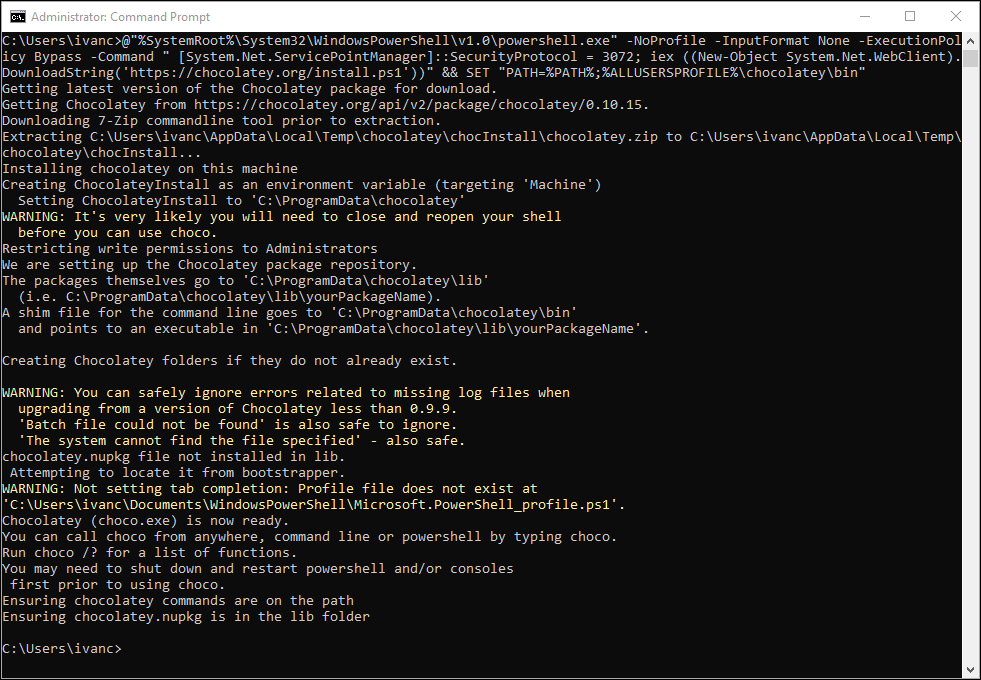 Administrator: Command Prompt
C:\Users\ivanc>@"%SystemRoot%\System32\WindowsPowerShell\v1.0\powershell.exe" -NoProfile -InputFormat None -ExecutionPol
icy Bypass -Command " [System.Net.ServicePointManager]::SecurityProtocol = 3072; iex ((New-Object System.Net.WebClient).
DownloadString('https://chocolatey.org/install.ps1'))" && SET "PATH=%PATH%;%ALLUSERSPROFILE%\chocolatey\bin"
Getting latest version of the Chocolatey package for download.
Getting Chocolatey from https://chocolatey.org/api/v2/package/chocolatey/0.10.15.
Downloading 7-Zip commandline tool prior to extraction.
Extracting C:\Users\ivanc\AppData\Local\Temp\chocolatey\chocInstall\chocolatey.zip to C:\Users\ivanc\AppData\Local\Temp\
chocolatey\chocInstall...
Installing chocolatey on this machine
Creating ChocolateyInstall as an environment variable (targeting 'Machine')
  Setting ChocolateyInstall to 'C:\ProgramData\chocolatey'
WARNING: It's very likely you will need to close and reopen your shell
  before you can use choco.
Restricting write permissions to Administrators
We are setting up the Chocolatey package repository.
The packages themselves go to 'C:\ProgramData\chocolatey\lib'
  (i.e. C:\ProgramData\chocolatey\lib\yourPackageName).
A shim file for the command line goes to 'C:\ProgramData\chocolatey\bin'
  and points to an executable in 'C:\ProgramData\chocolatey\lib\yourPackageName'.

Creating Chocolatey folders if they do not already exist.

WARNING: You can safely ignore errors related to missing log files when
  upgrading from a version of Chocolatey less than 0.9.9.
  'Batch file could not be found' is also safe to ignore.
  'The system cannot find the file specified' - also safe.
chocolatey.nupkg file not installed in lib.
 Attempting to locate it from bootstrapper.
WARNING: Not setting tab completion: Profile file does not exist at
'C:\Users\ivanc\Documents\WindowsPowerShell\Microsoft.PowerShell_profile.ps1'.
Chocolatey (choco.exe) is now ready.
You can call choco from anywhere, command line or powershell by typing choco.
Run choco /? for a list of functions.
You may need to shut down and restart powershell and/or consoles
 first prior to using choco.
Ensuring chocolatey commands are on the path
Ensuring chocolatey.nupkg is in the lib folder

C:\Users\ivanc>